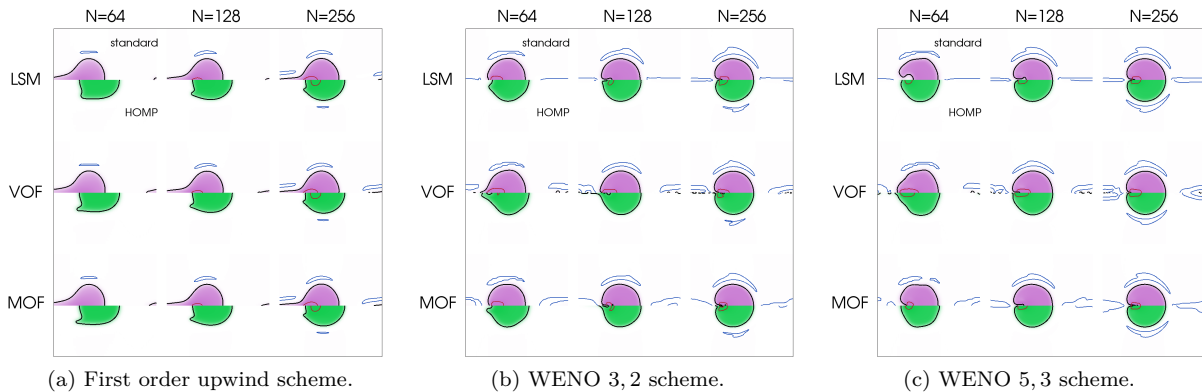 N=64 N=128 N=256
standard
LSM
HOMP
VOF
MOF
(a) First order upwind scheme.
N=64 N=128 N=256
standard
LSM
HOMP
VOF
MOF
(b) WENO 3, 2 scheme.
N=64 N=128 N=256
standard
LSM
HOMP
VOF
MOF
(c) WENO 5, 3 scheme.